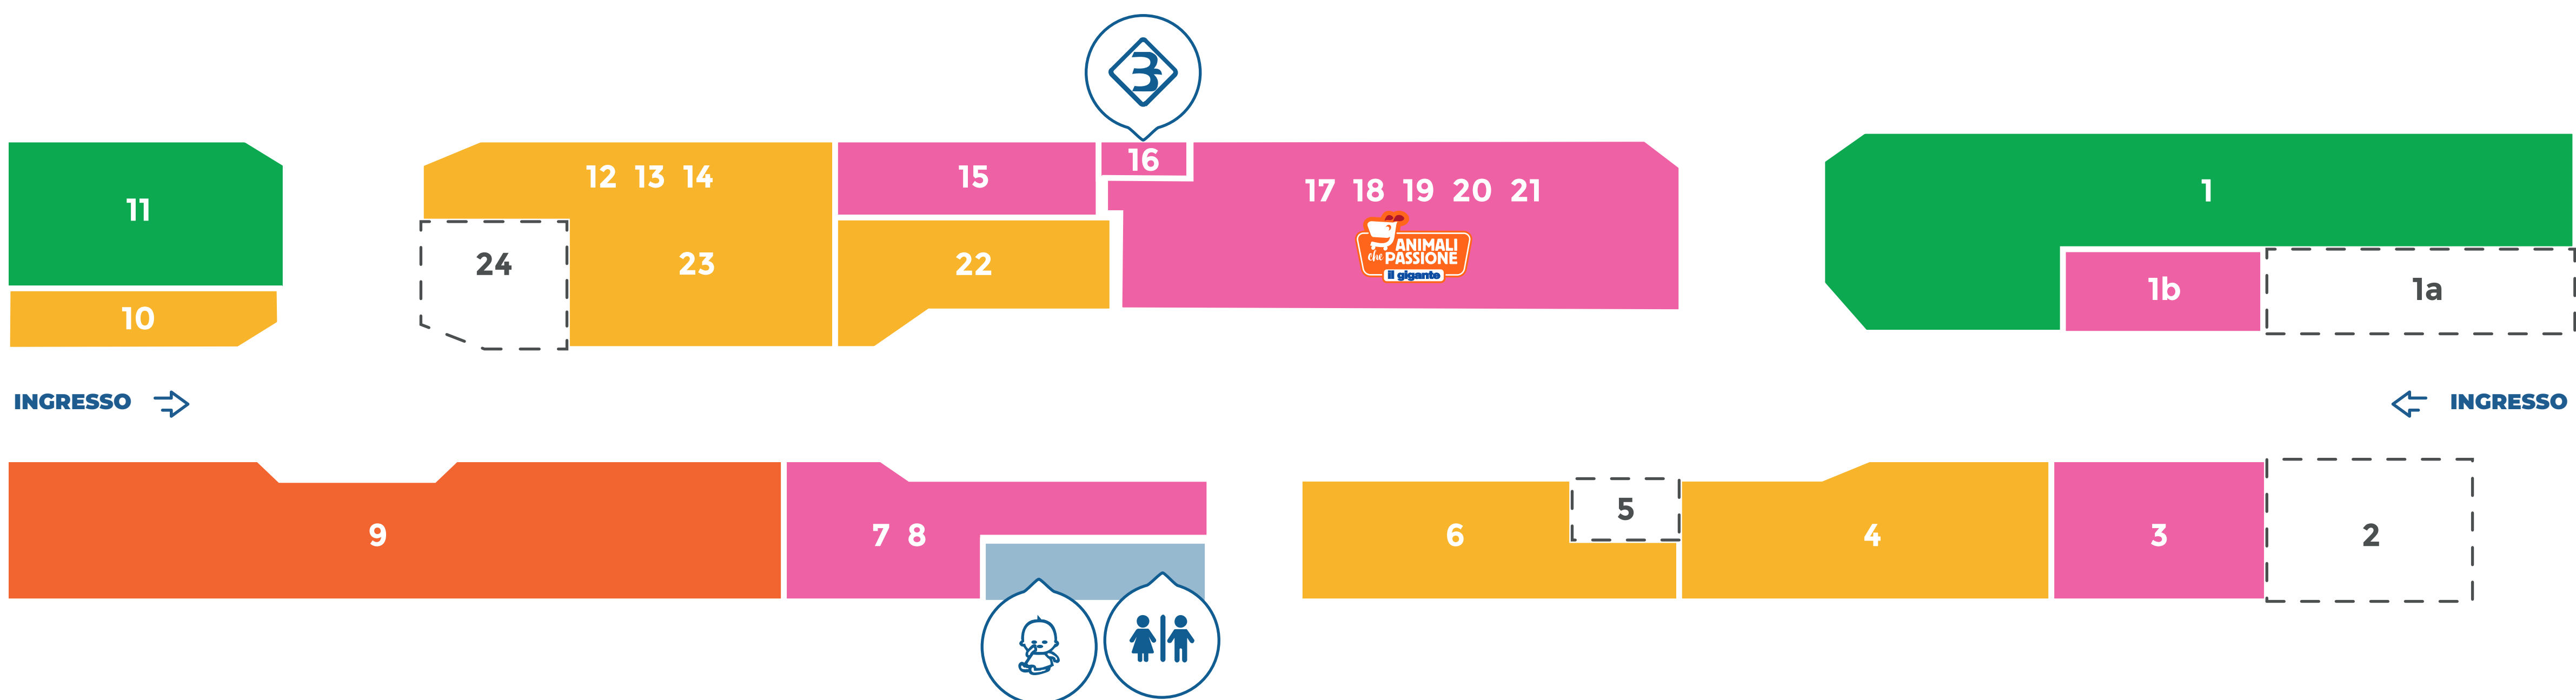 16
11
12 13 14
15
17 18 19 20 21
1
24
23
22
ANIMALI
che PASSIONE
il gigante
1b
1a
10
INGRESSO
INGRESSO
9
7 8
6
5
4
3
2